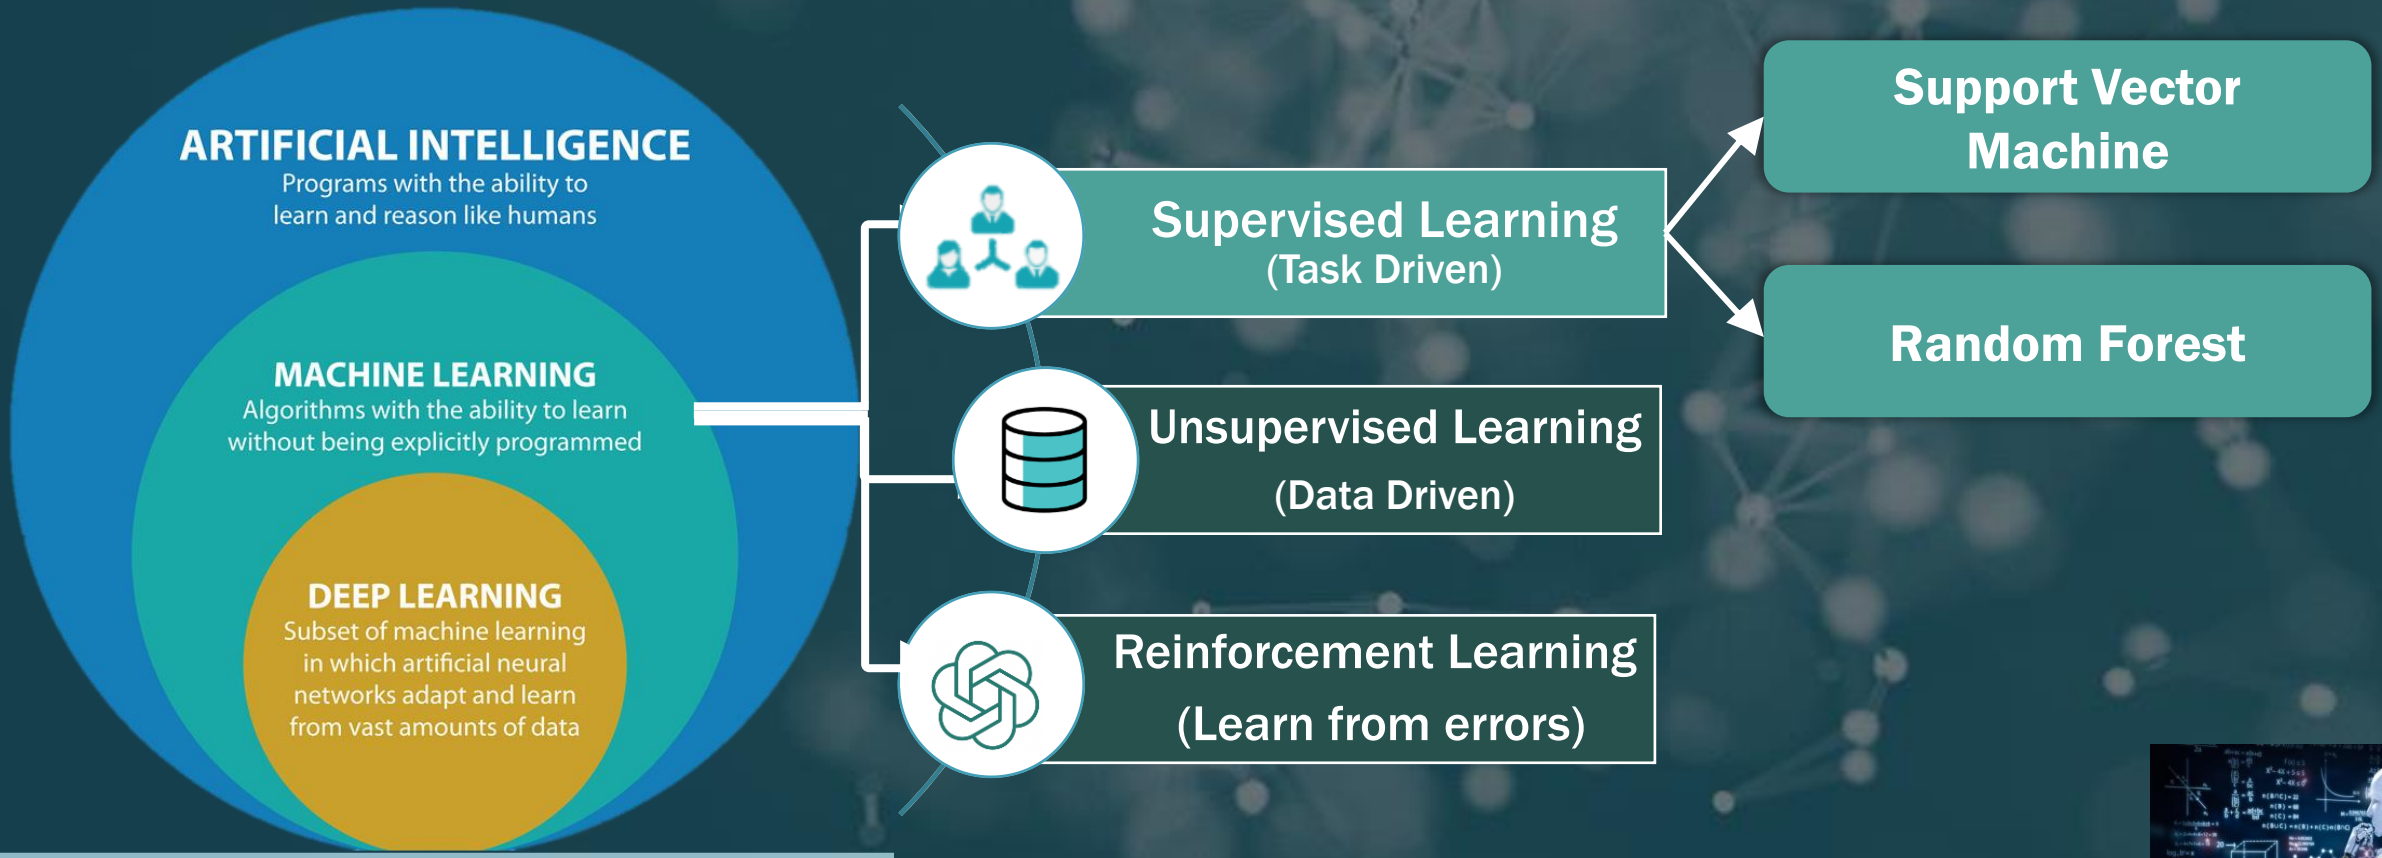 ARTIFICIAL INTELLIGENCE
Programs with the ability to
learn and reason like humans
MACHINE LEARNING
Algorithms with the ability to learn
without being explicitly programmed
DEEP LEARNING
Subset of machine learning
in which artificial neural
networks adapt and learn
from vast amounts of data
Supervised Learning
(Task Driven)
Unsupervised Learning
(Data Driven)
Reinforcement Learning
(Learn from errors)
Support Vector
Machine
Random Forest